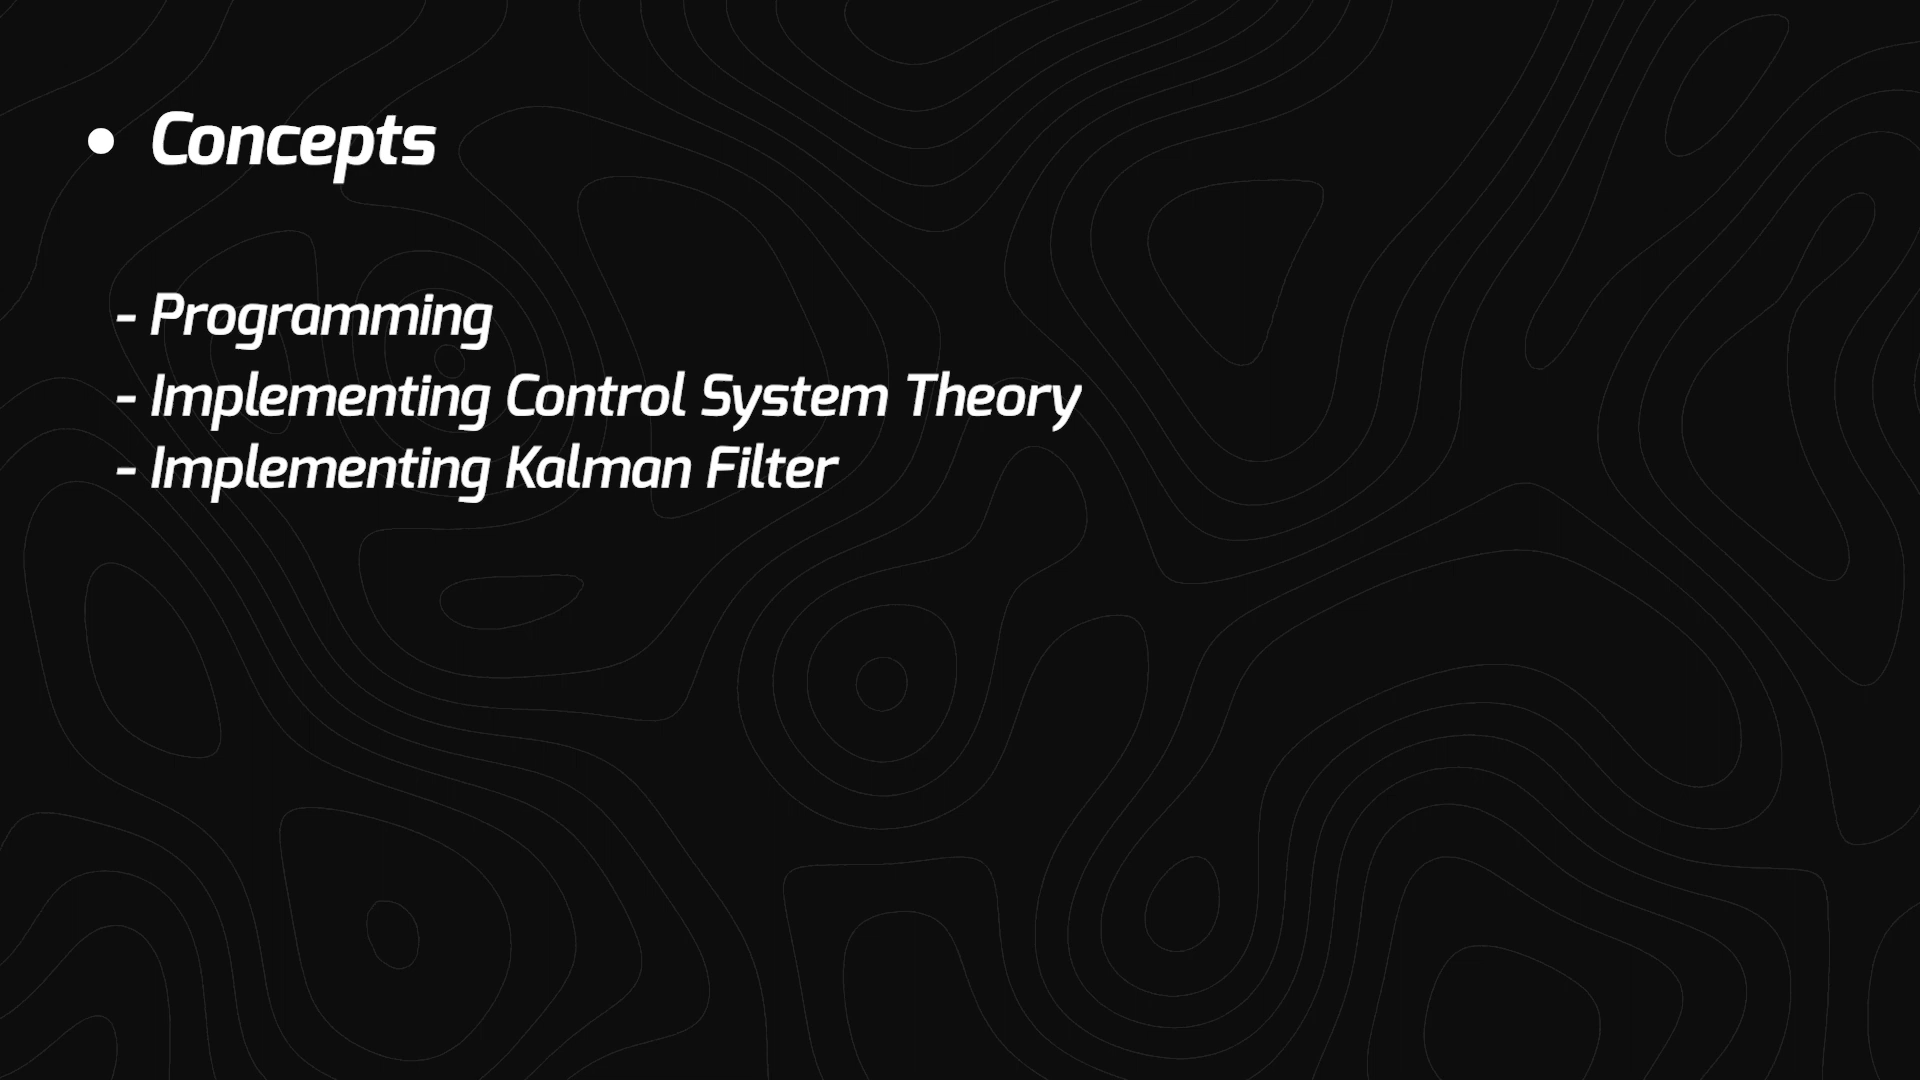 • Concepts
- Programming
- Implementing Control System Theory
- Implementing Kalman Filter